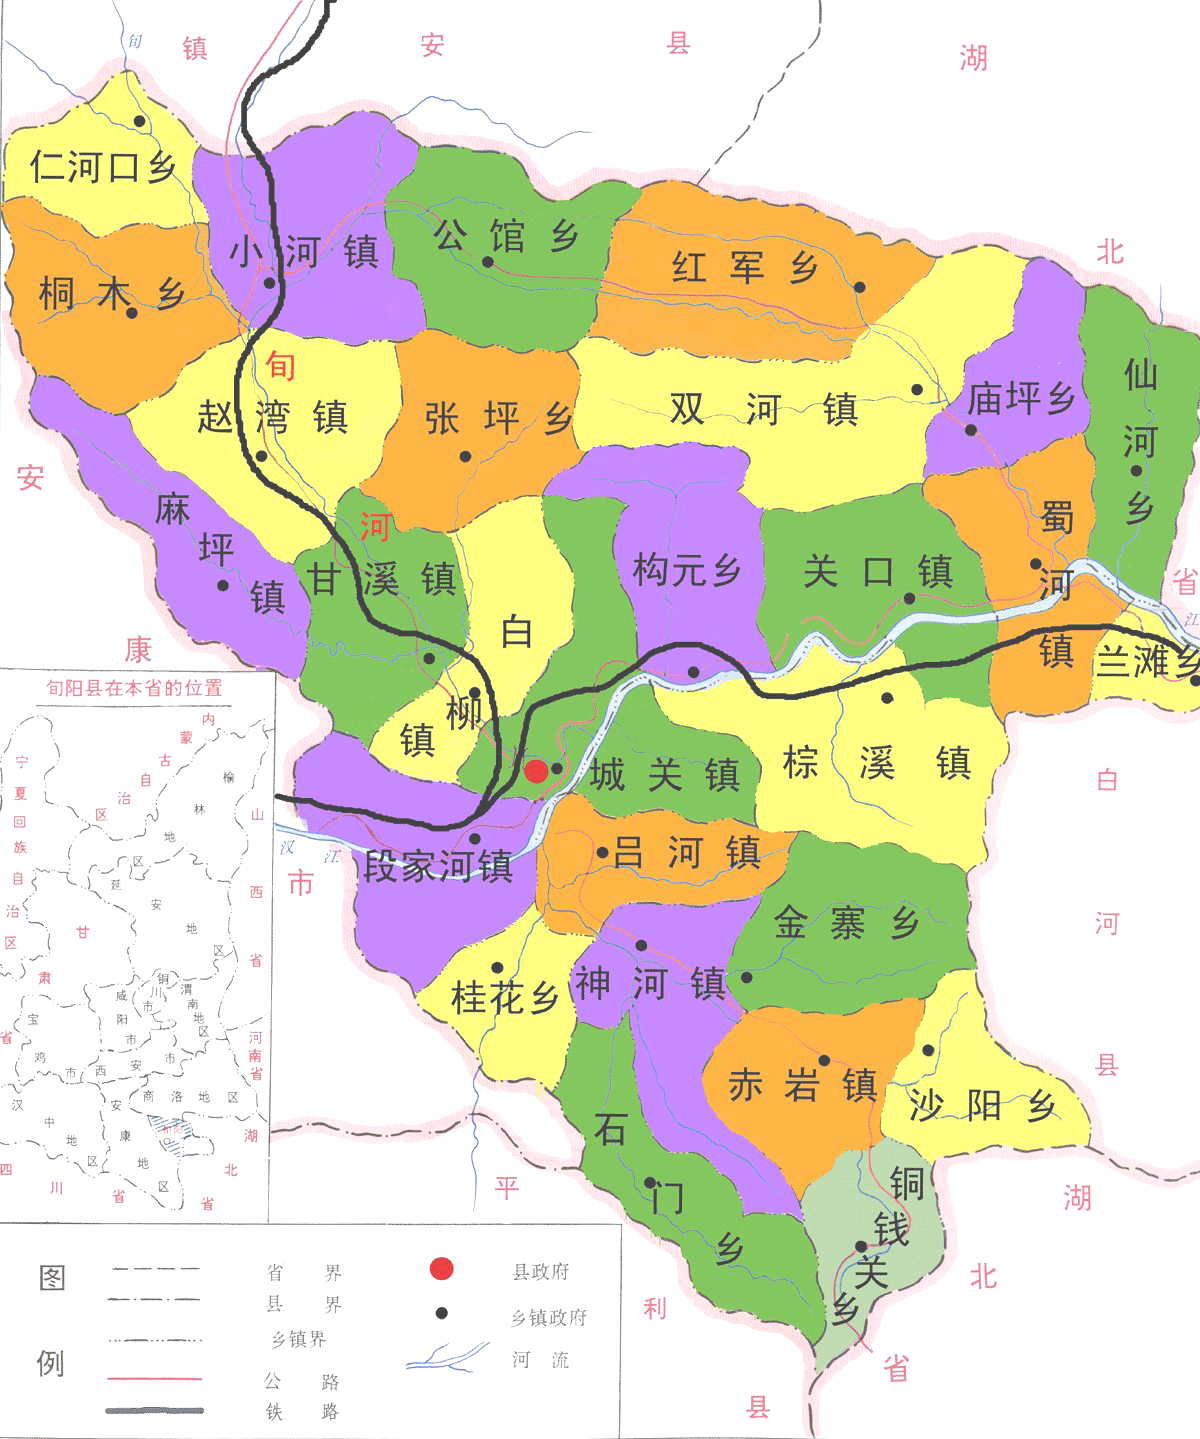 旬
镇 安 县 湖
北
仁河口乡
小河镇
公馆乡
红军乡
桐木乡
旬
河
赵湾镇
张坪乡
双河镇
庙坪乡
仙河乡
安
康
市
麻坪镇
甘溪镇
白柳镇
构元乡
关口镇
蜀河镇
省
江
兰滩乡
城关镇
棕溪镇
白
河
县
汉江
段家河镇
吕河镇
金寨乡
桂花乡
神河镇
赤岩镇
沙阳乡
石门乡
铜钱关乡
平
利
县
湖
北
省
旬阳县在本省的位置
内蒙古自治区
宁夏回族自治区
榆林地区
山西省
延安地区
甘肃省
铜川市
咸阳市
渭南地区
宝鸡市
西安市
河南省
汉中地区
安康地区
商洛地区
湖北省
四川省
图例
省界
县界
乡镇界
公路
铁路
县政府
乡镇政府
河流